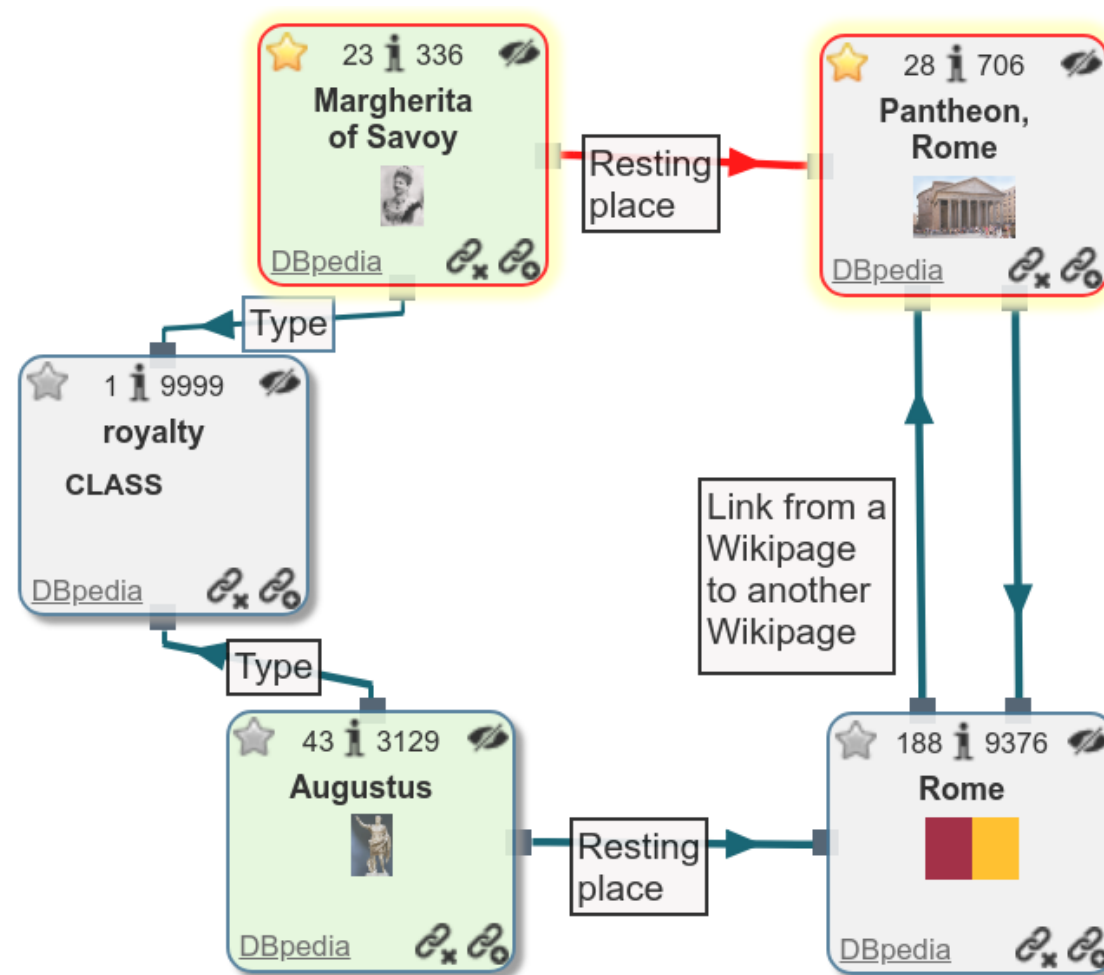 23 336
Margherita
of Savoy
DBpedia
Resting
place
28 706
Pantheon,
Rome
DBpedia
Type
1 9999
royalty
CLASS
DBpedia
Link from a
Wikipage
to another
Wikipage
Type
43 3129
Augustus
DBpedia
Resting
place
188 9376
Rome
DBpedia